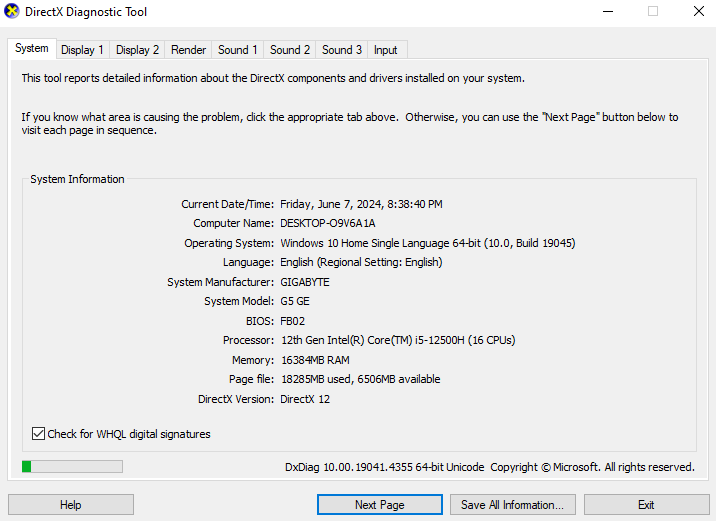 DirectX Diagnostic Tool
System Display 1 Display 2 Render Sound 1 Sound 2 Sound 3 Input
This tool reports detailed information about the DirectX components and drivers installed on your system.
If you know what area is causing the problem, click the appropriate tab above. Otherwise, you can use the "Next Page" button below to
visit each page in sequence.
System Information
Current Date/Time: Friday, June 7, 2024, 8:38:40 PM
Computer Name: DESKTOP-O9V6A1A
Operating System: Windows 10 Home Single Language 64-bit (10.0, Build 19045)
Language: English (Regional Setting: English)
System Manufacturer: GIGABYTE
System Model: G5 GE
BIOS: FB02
Processor: 12th Gen Intel(R) Core(TM) i5-12500H (16 CPUs)
Memory: 16384MB RAM
Page file: 18285MB used, 6506MB available
DirectX Version: DirectX 12
Check for WHQL digital signatures
DxDiag 10.00.19041.4355 64-bit Unicode Copyright © Microsoft. All rights reserved.
Help Next Page Save All Information... Exit